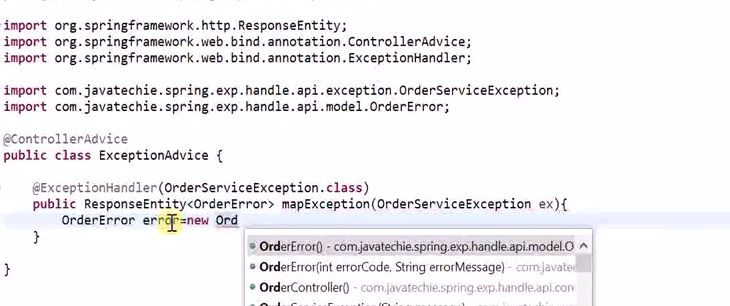 import org.springframework.http.ResponseEntity;
import org.springframework.web.bind.annotation.ControllerAdvice;
import org.springframework.web.bind.annotation.ExceptionHandler;
import com.javatechie.spring.exp.handle.api.exception.OrderServiceException;
import com.javatechie.spring.exp.handle.api.model.OrderError;
@ControllerAdvice
public class ExceptionAdvice {
@ExceptionHandler(OrderServiceException.class)
public ResponseEntity<OrderError> mapException(OrderServiceException ex){
OrderError error=new Ord
}
OrderError() - com.javatechie.spring.exp.handle.api.model.O
OrderError(int errorCode, String errorMessage) - com.javate
OrderController() - com.javatechie.spring.exp.handle.api
}